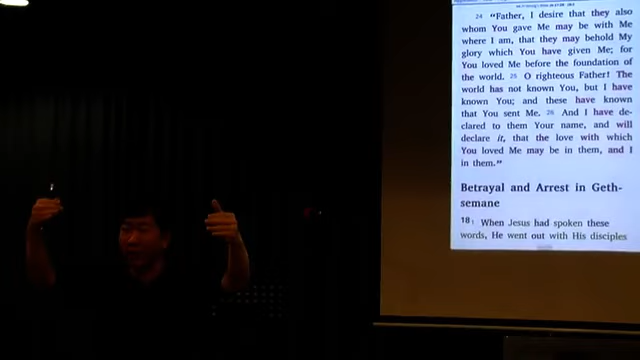 24 “Father, I desire that they also
whom You gave Me may be with Me
where I am, that they may behold My
glory which You have given Me; for
You loved Me before the foundation of
the world. 25 O righteous Father! The
world has not known You, but I have
known You; and these have known
that You sent Me. 26 And I have de-
clared to them Your name, and will
declare it, that the love with which
You loved Me may be in them, and I
in them.”
Betrayal and Arrest in Geth-
semane
18 When Jesus had spoken these
words, He went out with His disciples